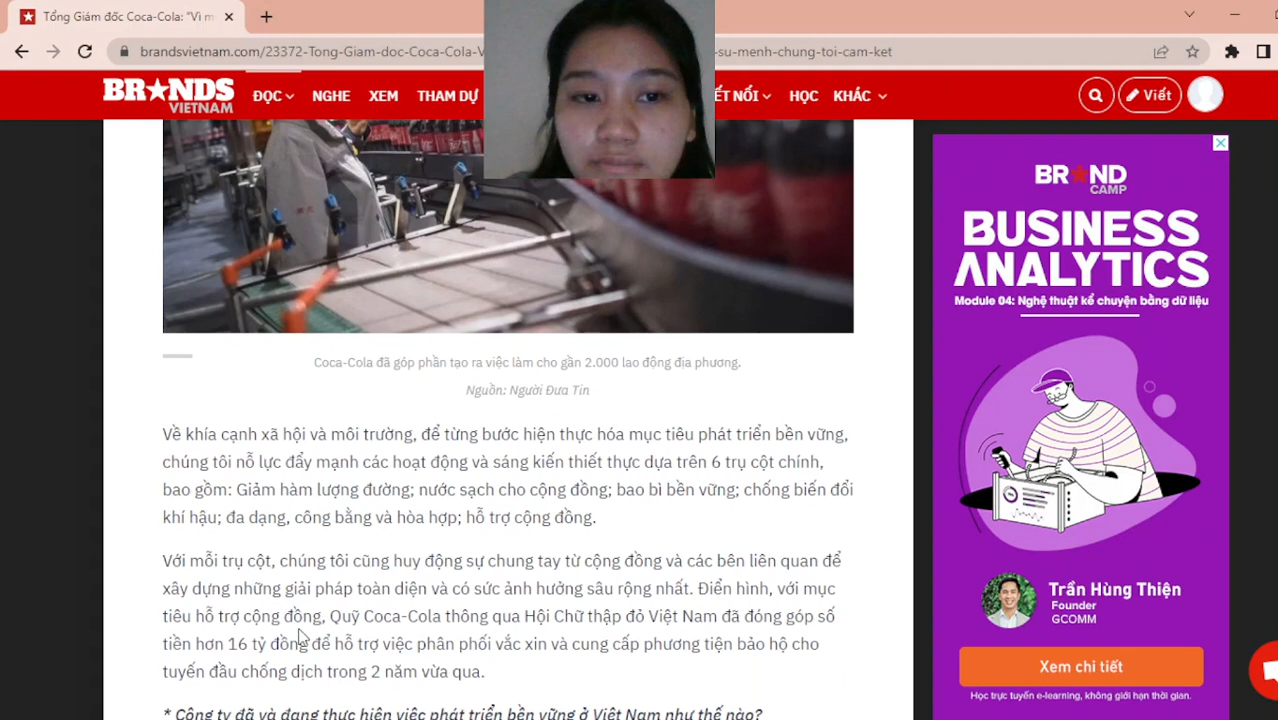 Tổng Giám đốc Coca-Cola: "Vì m
brandsvietnam.com/23372-Tong-Giam-doc-Coca-Cola-V
-su-menh-chung-toi-cam-ket
BRANDS
VIETNAM
ĐỌC
NGHE
XEM
THAM DỰ
ẾT NỐI
HỌC
KHÁC
Viết
Coca-Cola đã góp phần tạo ra việc làm cho gần 2.000 lao động địa phương.
Nguồn: Người Đưa Tin
Về khía cạnh xã hội và môi trường, để từng bước hiện thực hóa mục tiêu phát triển bền vững,
chúng tôi nỗ lực đẩy mạnh các hoạt động và sáng kiến thiết thực dựa trên 6 trụ cột chính,
bao gồm: Giảm hàm lượng đường; nước sạch cho cộng đồng; bao bì bền vững; chống biến đổi
khí hậu; đa dạng, công bằng và hòa hợp; hỗ trợ cộng đồng.
Với mỗi trụ cột, chúng tôi cũng huy động sự chung tay từ cộng đồng và các bên liên quan để
xây dựng những giải pháp toàn diện và có sức ảnh hưởng sâu rộng nhất. Điển hình, với mục
tiêu hỗ trợ cộng đồng, Quỹ Coca-Cola thông qua Hội Chữ thập đỏ Việt Nam đã đóng góp số
tiền hơn 16 tỷ đồng để hỗ trợ việc phân phối vắc xin và cung cấp phương tiện bảo hộ cho
tuyến đầu chống dịch trong 2 năm vừa qua.
* Công ty đã và đang thực hiện việc phát triển bền vững ở Việt Nam như thế nào?
BRAND
CAMP
BUSINESS
ANALYTICS
Module 04: Nghệ thuật kể chuyện bằng dữ liệu
Trần Hùng Thiện
Founder
GCOMM
Xem chi tiết
Học trực tuyến e-learning, không giới hạn thời gian.